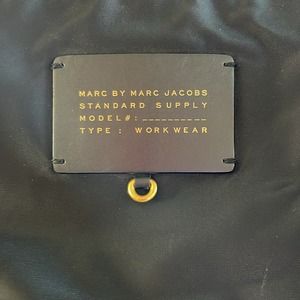 MARC BY MARC JACOBS
STANDARD SUPPLY
MODEL#: __________
TYPE : WORKWEAR